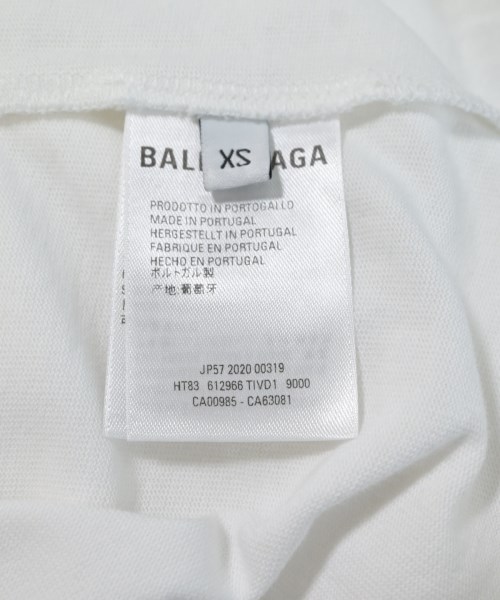 BAL AGA
XS
PRODOTTO IN PORTOGALLO
MADE IN PORTUGAL
HERGESTELLT IN PORTUGAL
FABRIQUE EN PORTUGAL
HECHO EN PORTUGAL
ポルトガル製
产地:葡萄牙
JP57 2020 00319
HT83 612966 TIVD1 9000
CA00985 - CA63081